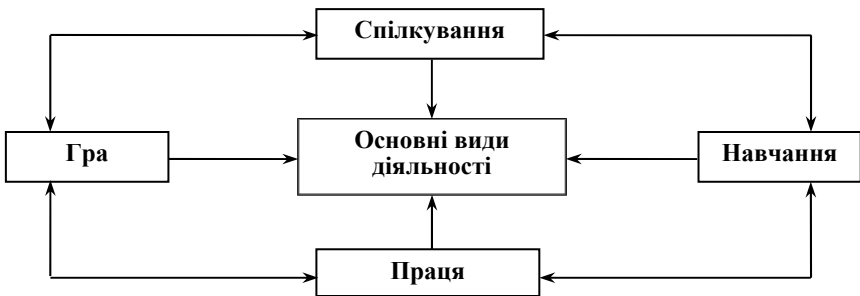 Спілкування
Гра
Основні види
діяльності
Навчання
Праця